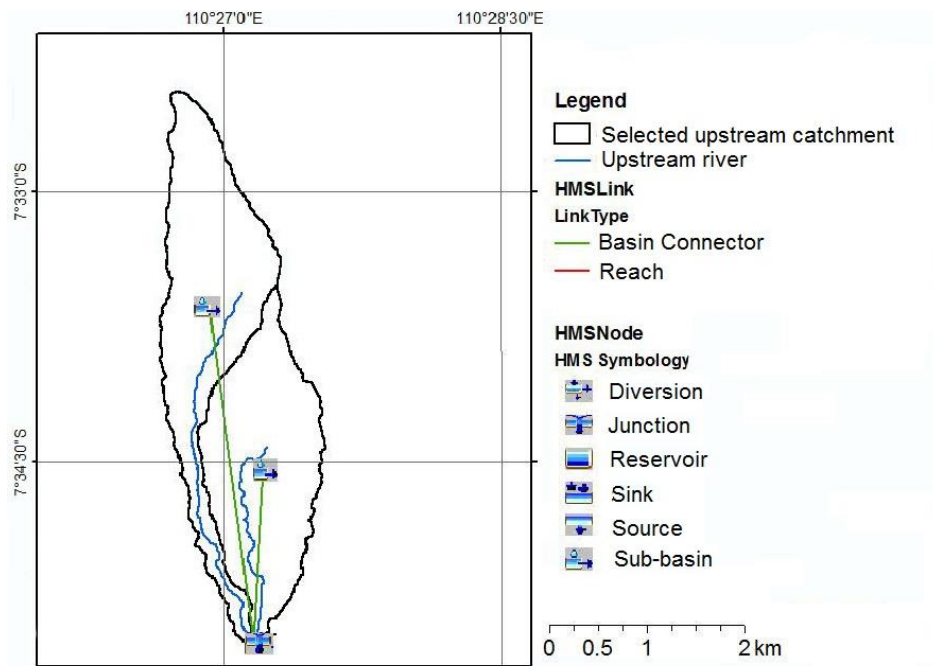 110°27'0"E
110°28'30"E
7°33'0"S
7°34'30"S
Legend
Selected upstream catchment
Upstream river
HMSLink
LinkType
Basin Connector
Reach
HMSNode
HMS Symbology
Diversion
Junction
Reservoir
Sink
Source
Sub-basin
0 0.5 1 2 km